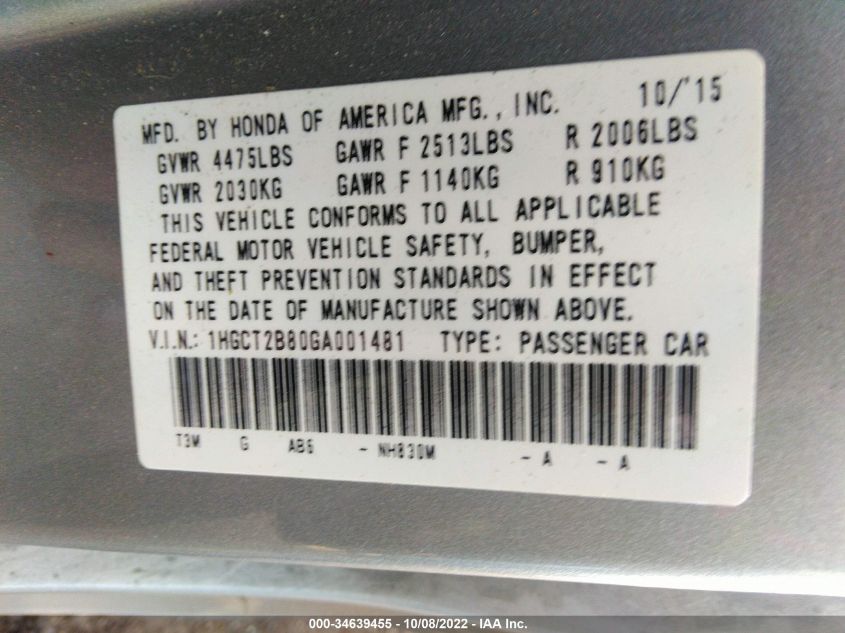 MFD. BY HONDA OF AMERICA MFG., INC. 10/'15
GVWR 4475LBS GAWR F 2513LBS R 2006LBS
GVWR 2030KG GAWR F 1140KG R 910KG
THIS VEHICLE CONFORMS TO ALL APPLICABLE
FEDERAL MOTOR VEHICLE SAFETY, BUMPER,
AND THEFT PREVENTION STANDARDS IN EFFECT
ON THE DATE OF MANUFACTURE SHOWN ABOVE.
V.I.N.: 1HGCT2B80GA001481 TYPE: PASSENGER CAR
T3M G AB6 - NH830M - A - A
000-34639455 - 10/08/2022 - IAA Inc.